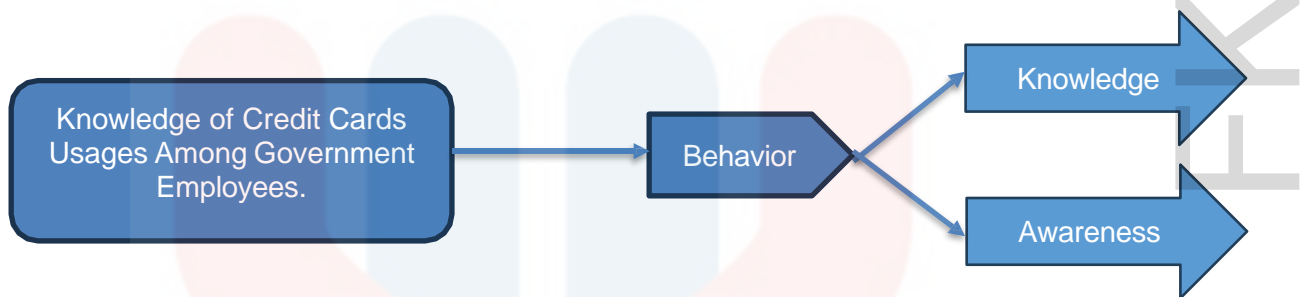 Knowledge of Credit Cards
Usages Among Government
Employees.
Behavior
Knowledge
Awareness